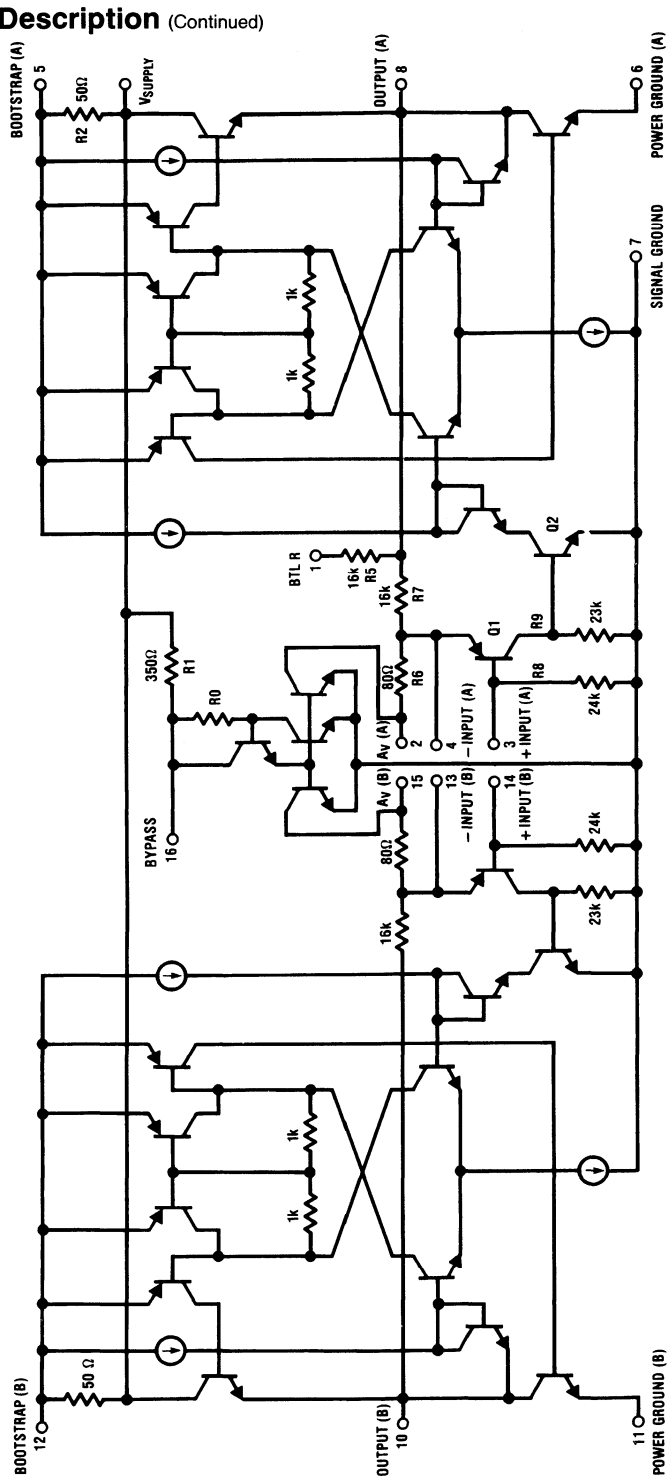 Description (Continued)
BOOTSTRAP (A)
5
50Ω
R2
VSUPPLY
OUTPUT (A)
8
6
POWER GROUND (A)
7
SIGNAL GROUND
1k
1k
BTL R
1
16k
R5
16k
R7
Q2
Q1
R9
23k
R8
24k
350Ω
R1
R0
BYPASS
16
80Ω
R6
2
AV (A)
4
– INPUT (A)
3
+ INPUT (A)
AV (B)
15
13
– INPUT (B)
14
+ INPUT (B)
80Ω
16k
24k
23k
1k
1k
50 Ω
BOOTSTRAP (B)
12
OUTPUT (B)
10
11
POWER GROUND (B)